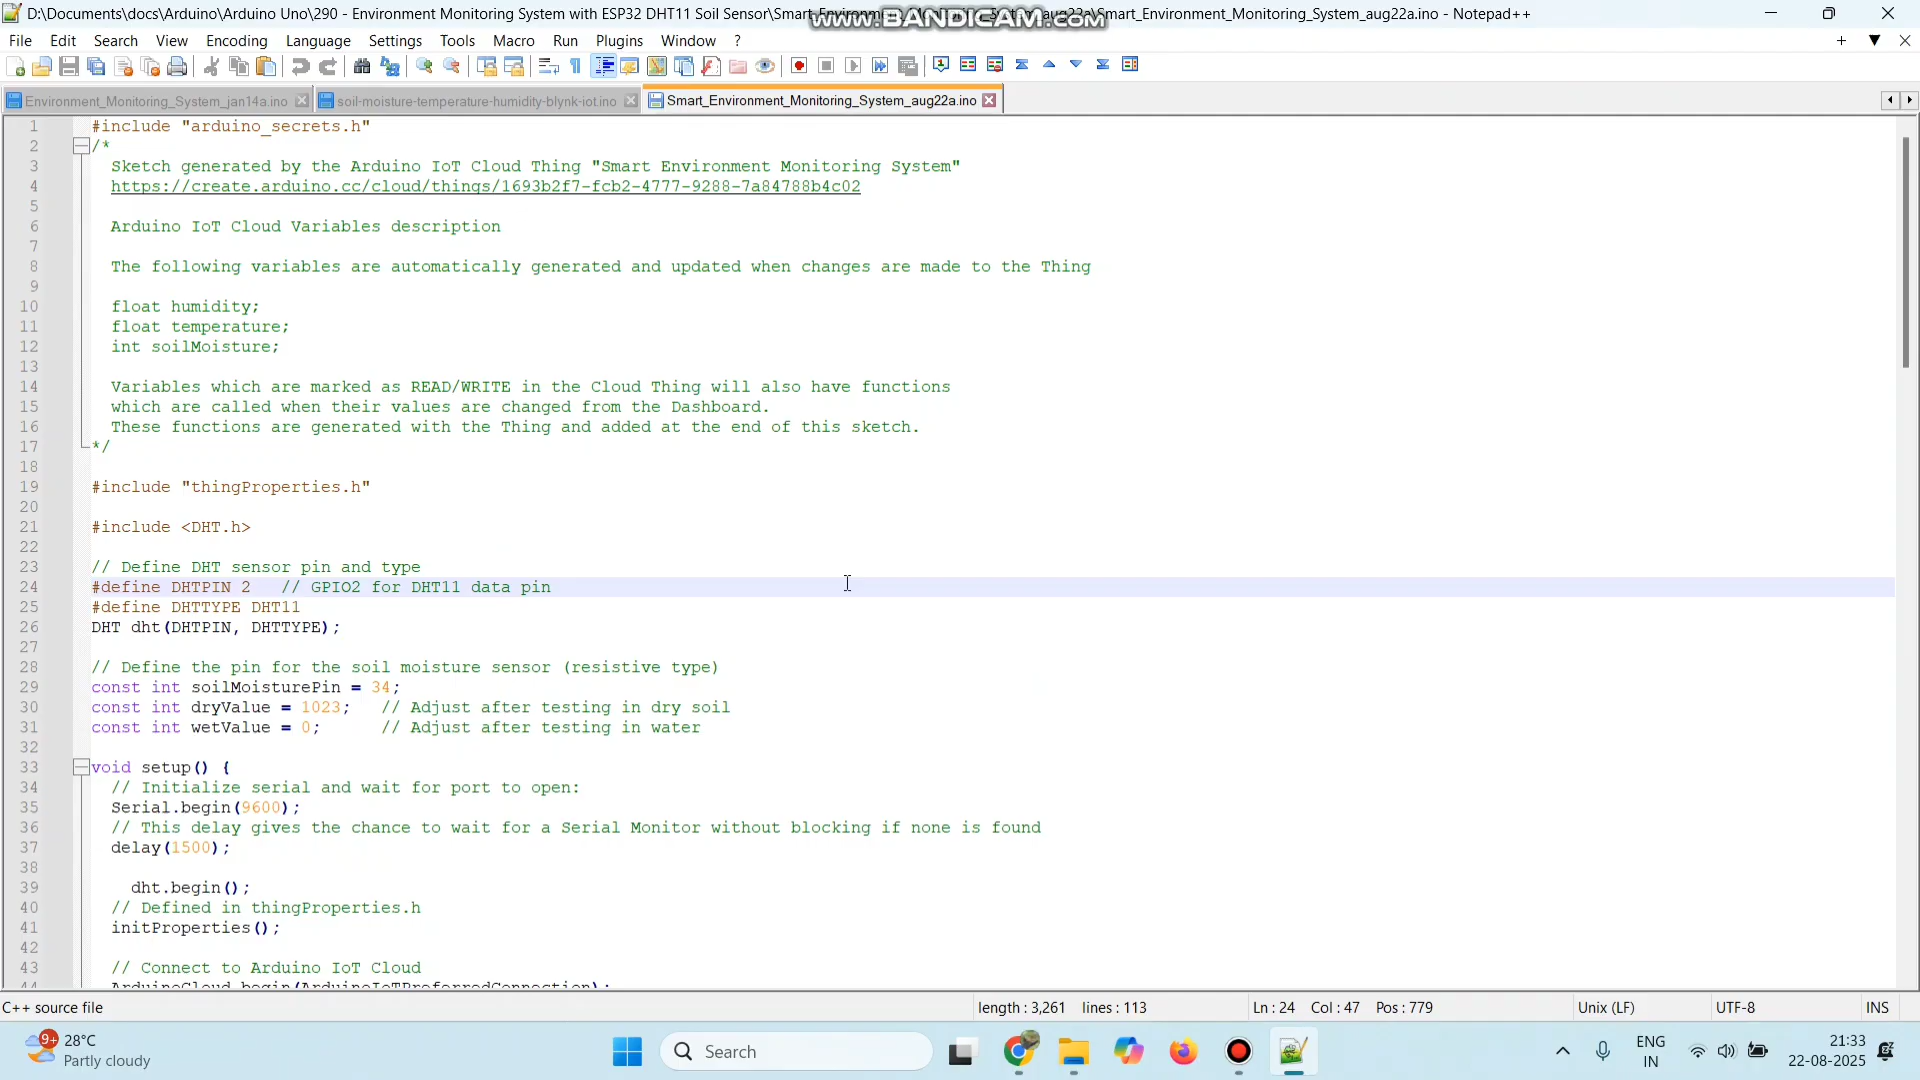 D:\Documents\docs\Arduino\Arduino Uno\290 - Environment Monitoring System with ESP32 DHT11 Soil Sensor\Smart_Environment_Monitoring_System_aug22a\Smart_Environment_Monitoring_System_aug22a.ino - Notepad++
www.BANDICAM.com
File Edit Search View Encoding Language Settings Tools Macro Run Plugins Window ?
Environment_Monitoring_System_jan14a.ino soil-moisture-temperature-humidity-blynk-iot.ino Smart_Environment_Monitoring_System_aug22a.ino
1 #include "arduino_secrets.h"
2 /*
3 Sketch generated by the Arduino IoT Cloud Thing "Smart Environment Monitoring System"
4 https://create.arduino.cc/cloud/things/1693b2f7-fcb2-4777-9288-7a84788b4c02
5
6 Arduino IoT Cloud Variables description
7
8 The following variables are automatically generated and updated when changes are made to the Thing
9
10 float humidity;
11 float temperature;
12 int soilMoisture;
13
14 Variables which are marked as READ/WRITE in the Cloud Thing will also have functions
15 which are called when their values are changed from the Dashboard.
16 These functions are generated with the Thing and added at the end of this sketch.
17 */
18
19 #include "thingProperties.h"
20
21 #include <DHT.h>
22
23 // Define DHT sensor pin and type
24 #define DHTPIN 2 // GPIO2 for DHT11 data pin
25 #define DHTTYPE DHT11
26 DHT dht(DHTPIN, DHTTYPE);
27
28 // Define the pin for the soil moisture sensor (resistive type)
29 const int soilMoisturePin = 34;
30 const int dryValue = 1023; // Adjust after testing in dry soil
31 const int wetValue = 0; // Adjust after testing in water
32
33 void setup() {
34 // Initialize serial and wait for port to open:
35 Serial.begin(9600);
36 // This delay gives the chance to wait for a Serial Monitor without blocking if none is found
37 delay(1500);
38
39 dht.begin();
40 // Defined in thingProperties.h
41 initProperties();
42
43 // Connect to Arduino IoT Cloud
44 ArduinoCloud.begin(ArduinoIoTPreferredConnection);
C++ source file length : 3,261 lines : 113 Ln : 24 Col : 47 Pos : 779 Unix (LF) UTF-8 INS
9+ 28°C
Partly cloudy
Search
ENG
IN
21:33
22-08-2025